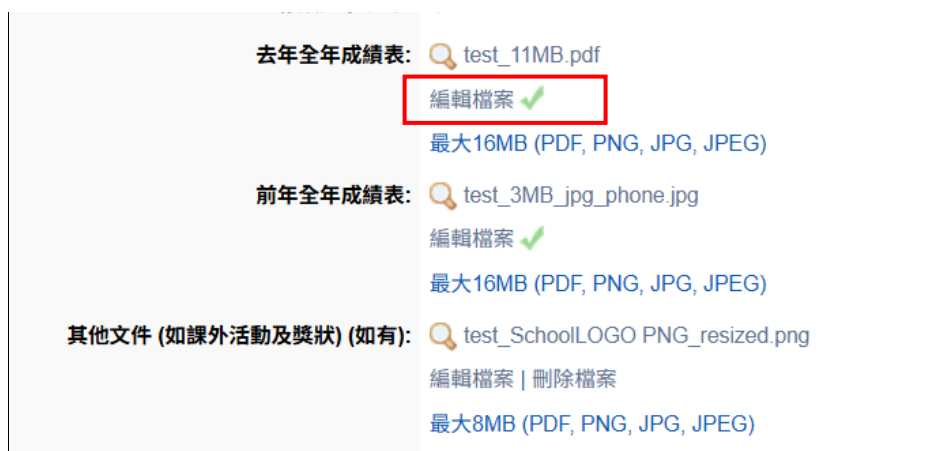 去年全年成績表: test_11MB.pdf
編輯檔案
最大16MB (PDF, PNG, JPG, JPEG)
前年全年成績表: test_3MB_jpg_phone.jpg
編輯檔案
最大16MB (PDF, PNG, JPG, JPEG)
其他文件 (如課外活動及獎狀) (如有): test_SchoolLOGO PNG_resized.png
編輯檔案 | 刪除檔案
最大8MB (PDF, PNG, JPG, JPEG)